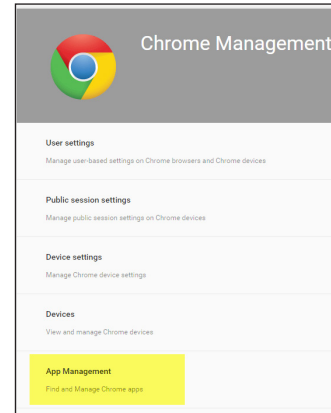 Chrome Management
User settings
Manage user-based settings on Chrome browsers and Chrome devices
Public session settings
Manage public session settings on Chrome devices
Device settings
Manage Chrome device settings
Devices
View and manage Chrome devices
App Management
Find and Manage Chrome apps